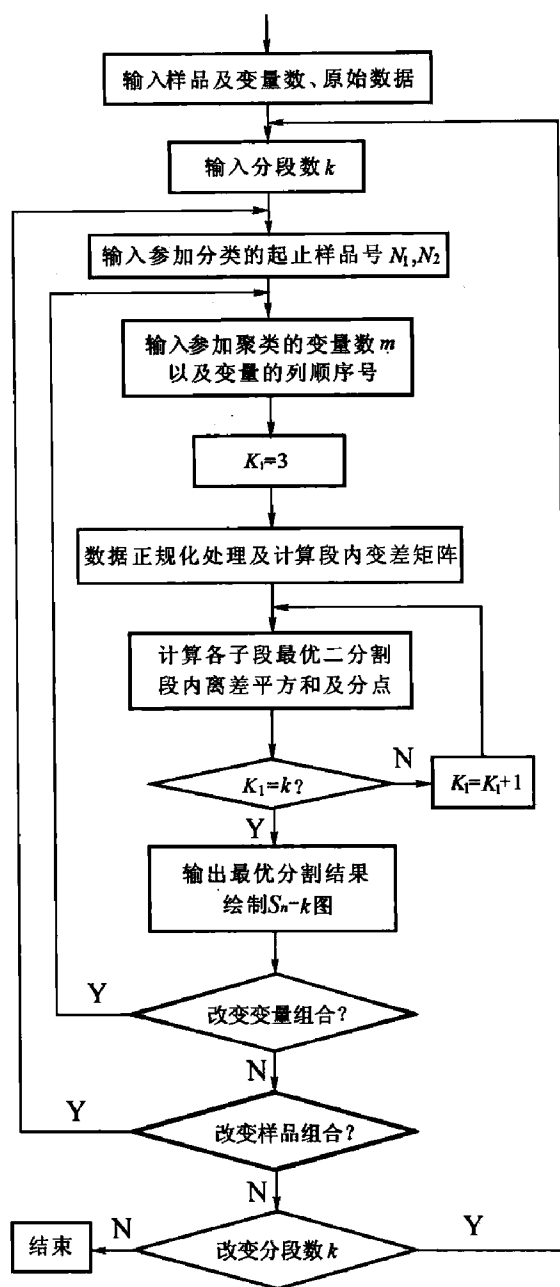 输入样品及变量数、原始数据
输入分段数k
输入参加分类的起止样品号 N₁,N₂
输入参加聚类的变量数m
以及变量的列顺序号
K₁=3
数据正规化处理及计算段内变差矩阵
计算各子段最优二分割
段内离差平方和及分点
K₁=k?
N
K₁=K₁+1
Y
输出最优分割结果
绘制Sₙ-k图
Y
改变变量组合?
N
Y
改变样品组合?
N
结束
N
改变分段数k
Y